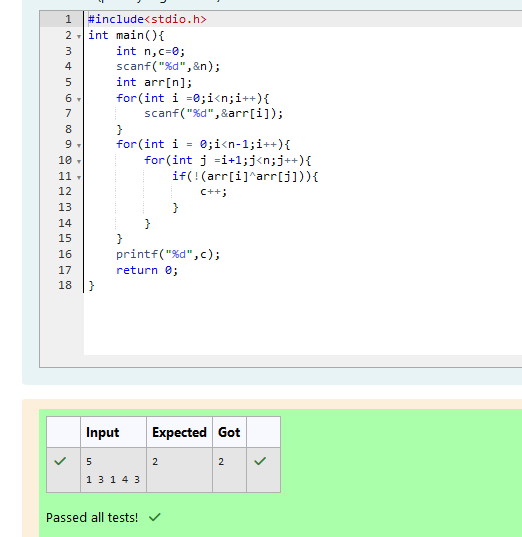 1 #include<stdio.h>
2 int main(){
3     int n,c=0;
4     scanf("%d",&n);
5     int arr[n];
6     for(int i =0;i<n;i++){
7         scanf("%d",&arr[i]);
8     }
9     for(int i = 0;i<n-1;i++){
10         for(int j =i+1;j<n;j++){
11             if(!(arr[i]^arr[j])){
12                 c++;
13             }
14         }
15     }
16     printf("%d",c);
17     return 0;
18 }
Input Expected Got
5 2 2
1 3 1 4 3
Passed all tests!